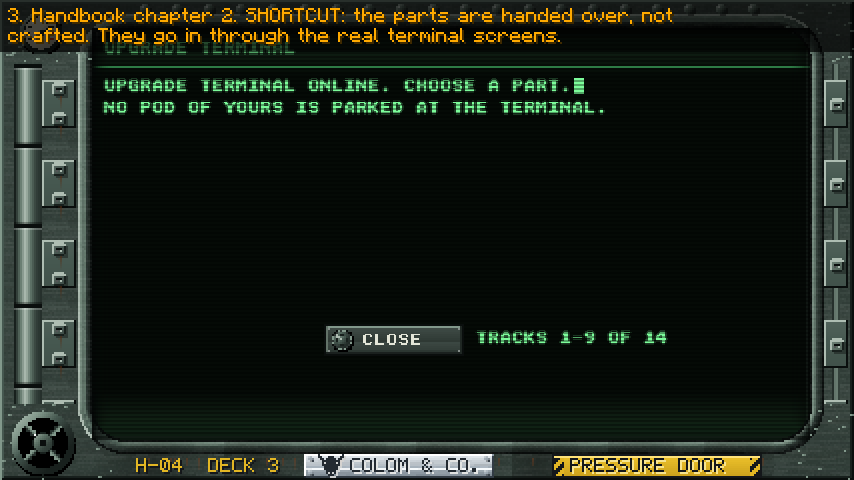 3. Handbook chapter 2. SHORTCUT: the parts are handed over, not
crafted. They go in through the real terminal screens.
UPGRADE TERMINAL
UPGRADE TERMINAL ONLINE. CHOOSE A PART.
NO POD OF YOURS IS PARKED AT THE TERMINAL.
CLOSE
TRACKS 1-9 OF 14
H-04 DECK 3
COLOM & CO.
PRESSURE DOOR